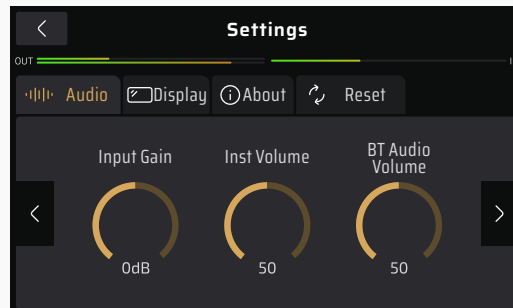 Settings
OUT
Audio
Display
About
Reset
Input Gain
Inst Volume
BT Audio
Volume
0dB
50
50